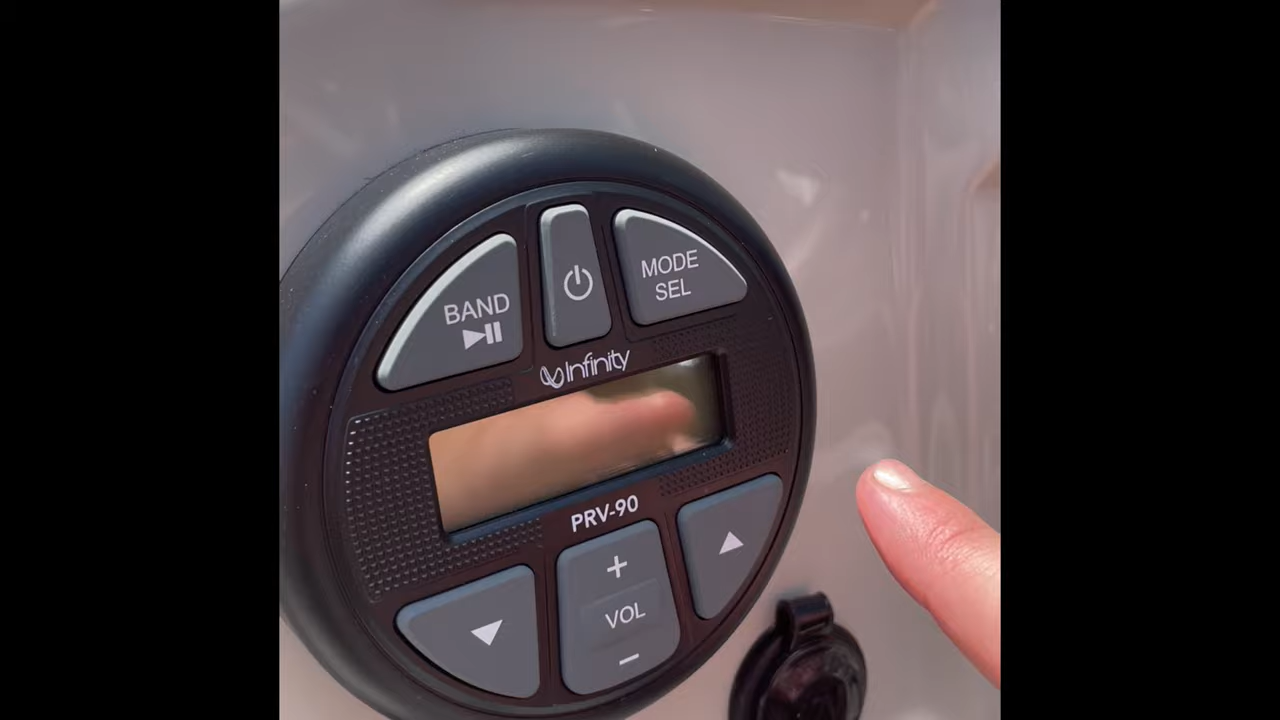 BAND
MODE
SEL
Infinity
PRV-90
+
VOL
−